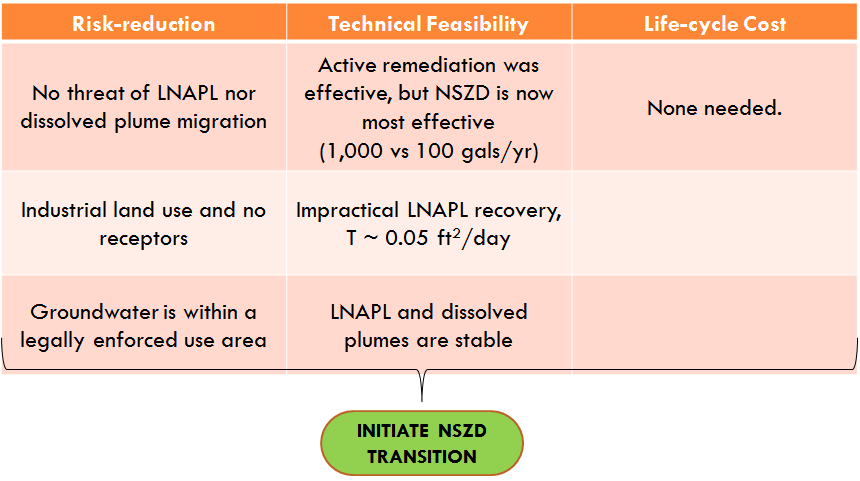 Risk-reduction
Technical Feasibility
Life-cycle Cost
No threat of LNAPL nor
dissolved plume migration
Active remediation was
effective, but NSZD is now
most effective
(1,000 vs 100 gals/yr)
None needed.
Industrial land use and no
receptors
Impractical LNAPL recovery,
T ~ 0.05 ft²/day
Groundwater is within a
legally enforced use area
LNAPL and dissolved
plumes are stable
INITIATE NSZD
TRANSITION